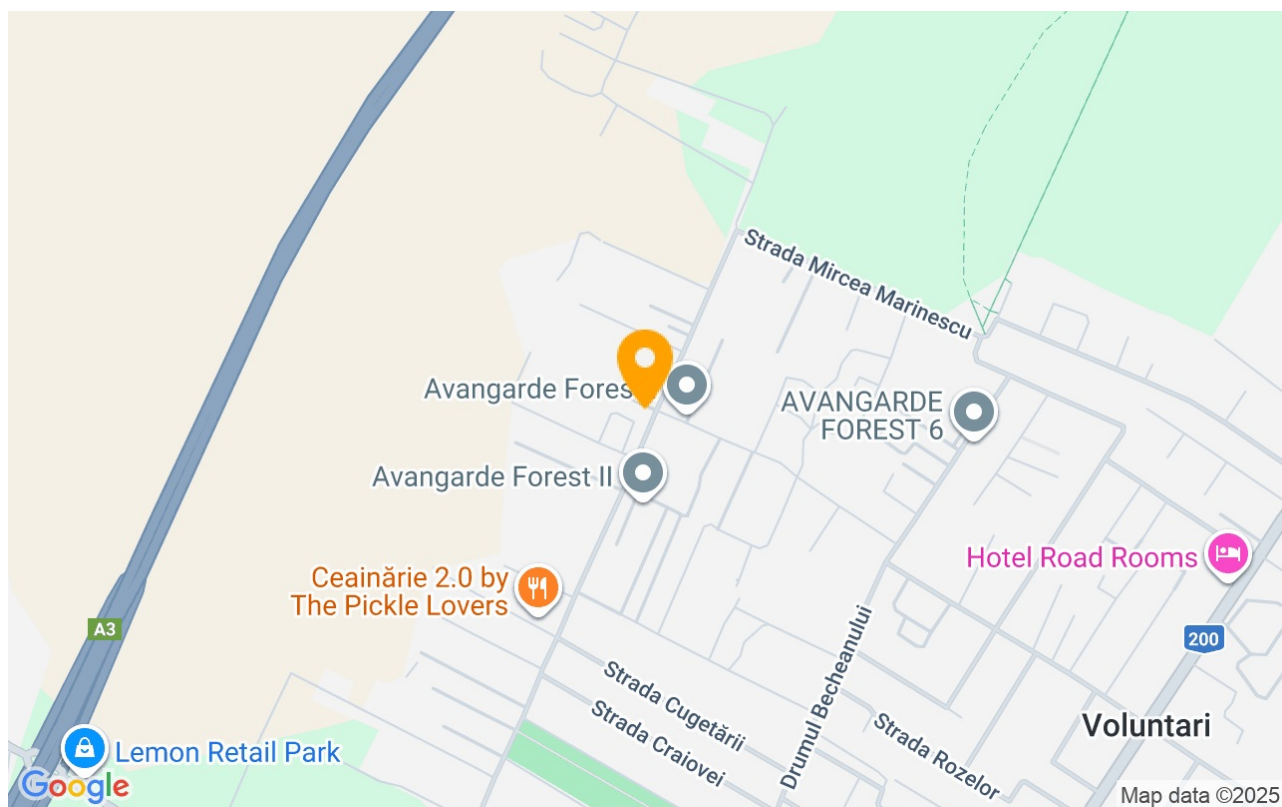 Strada Mircea Marinescu
Avangarde Forest
AVANGARDE
FOREST 6
Avangarde Forest II
Hotel Road Rooms
Ceainărie 2.0 by
The Pickle Lovers
A3
200
Strada Cugetării
Strada Craiovei
Drumul Becheanului
Strada Rozelor
Voluntari
Lemon Retail Park
Google
Map data ©2025